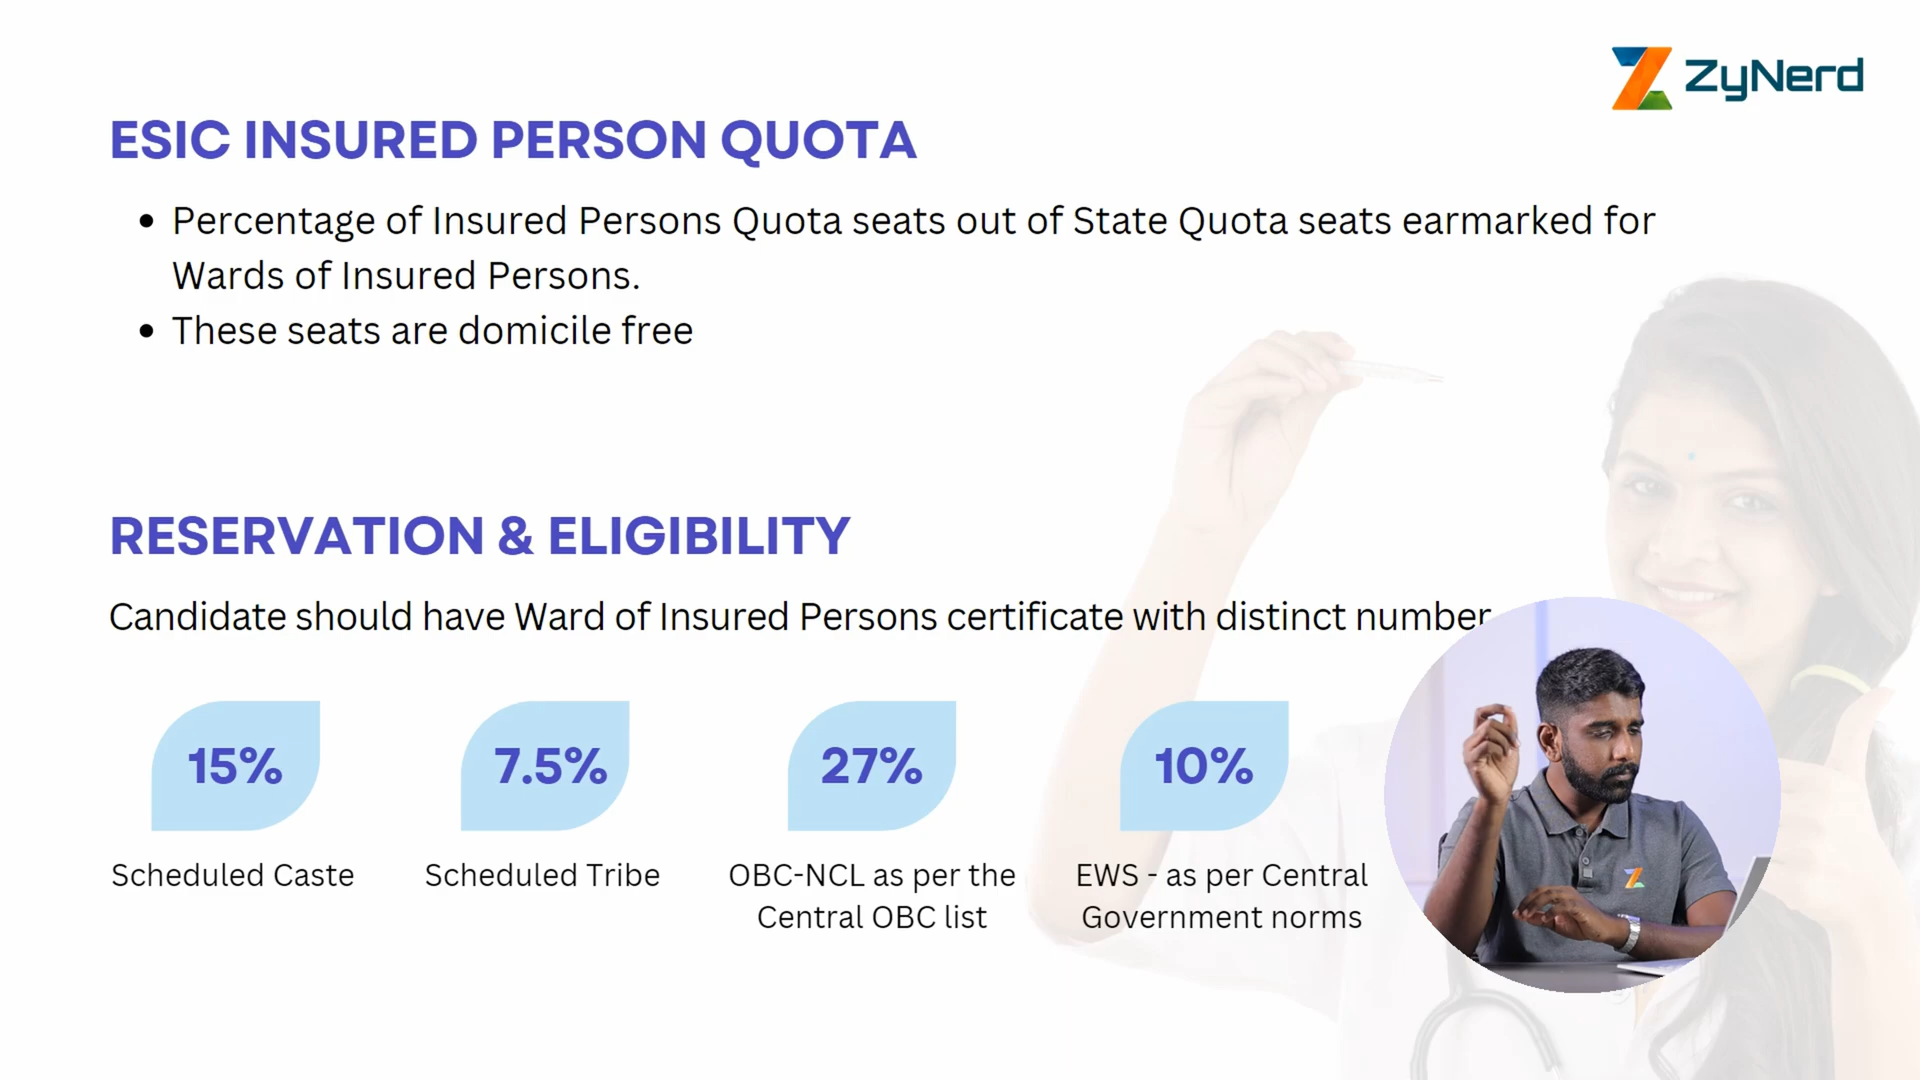 ZyNerd
ESIC INSURED PERSON QUOTA
• Percentage of Insured Persons Quota seats out of State Quota seats earmarked for
Wards of Insured Persons.
• These seats are domicile free
RESERVATION & ELIGIBILITY
Candidate should have Ward of Insured Persons certificate with distinct number
15%
7.5%
27%
10%
Scheduled Caste
Scheduled Tribe
OBC-NCL as per the
Central OBC list
EWS - as per Central
Government norms